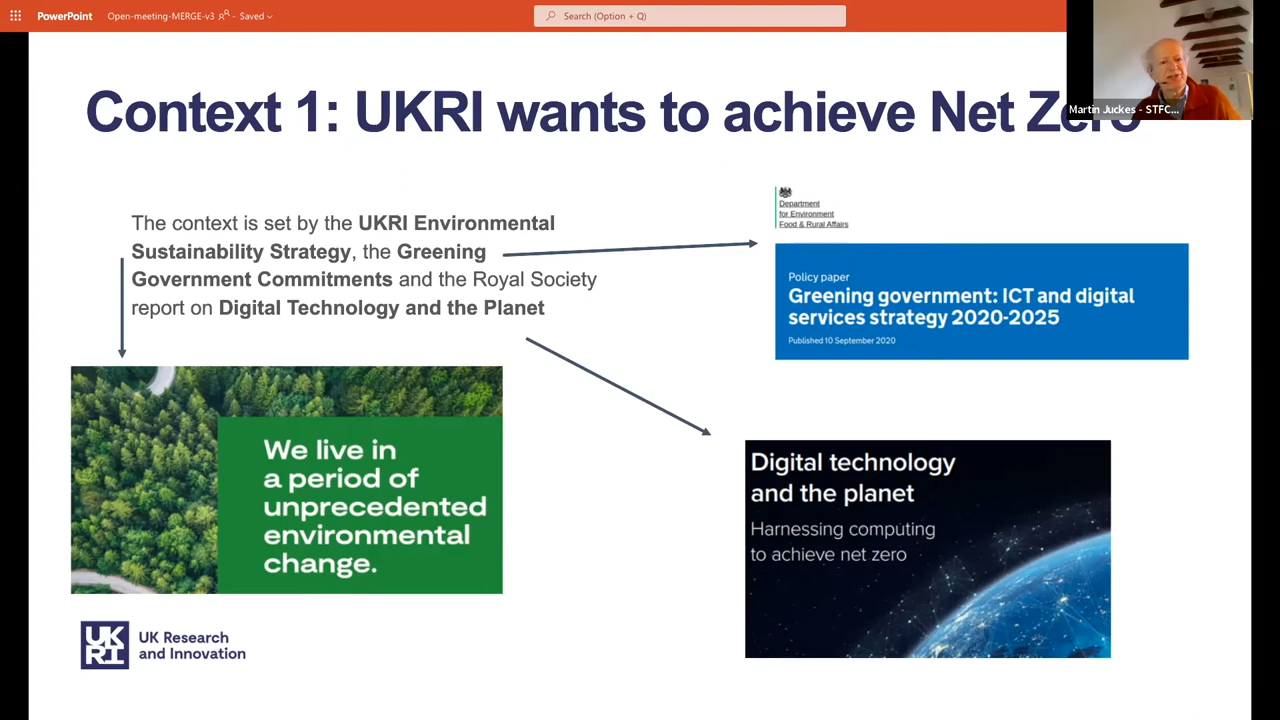 PowerPoint
Open-meeting-MERGE-v3
- Saved
Search (Option + Q)
Martin Juckes - STFC...
Context 1: UKRI wants to achieve Net Zero
The context is set by the UKRI Environmental
Sustainability Strategy, the Greening
Government Commitments and the Royal Society
report on Digital Technology and the Planet
Department
for Environment
Food & Rural Affairs
Policy paper
Greening government: ICT and digital
services strategy 2020-2025
Published 10 September 2020
We live in
a period of
unprecedented
environmental
change.
Digital technology
and the planet
Harnessing computing
to achieve net zero
UK
RI
UK Research
and Innovation